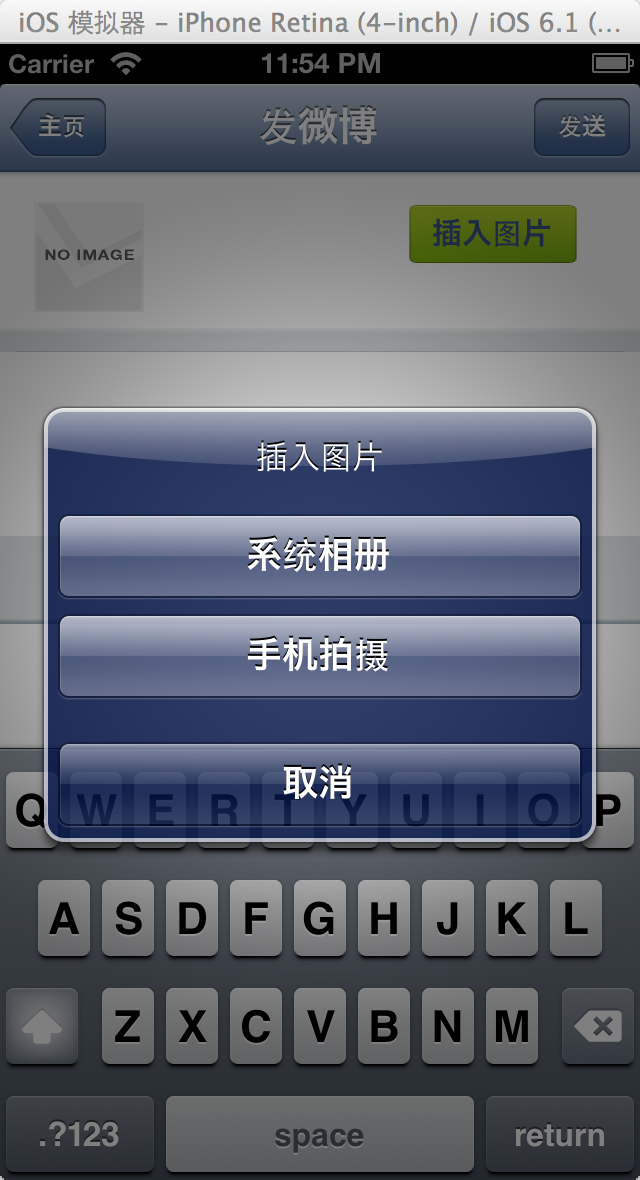 iOS 模拟器 – iPhone Retina (4-inch) / iOS 6.1 (...
Carrier 11:54 PM
主页 发微博 发送
NO IMAGE 插入图片
插入图片
系统相册
手机拍摄
取消
Q W E R T Y U I O P
A S D F G H J K L
Z X C V B N M
.?123 space return